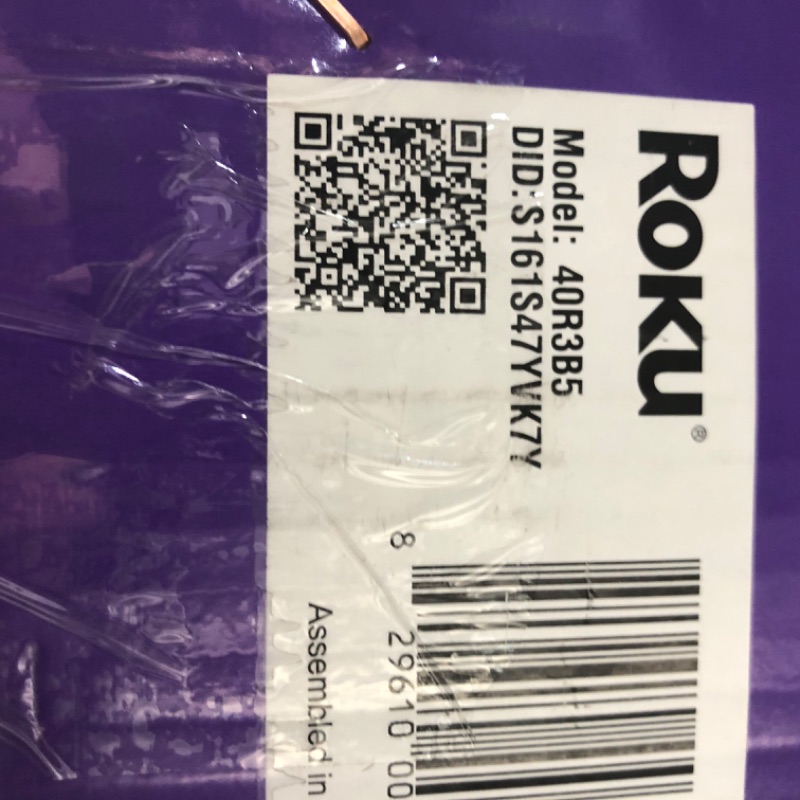 ROKU®
Model: 40R3B5
DID:S161S47YVK7Y
8 29610 00
Assembled in